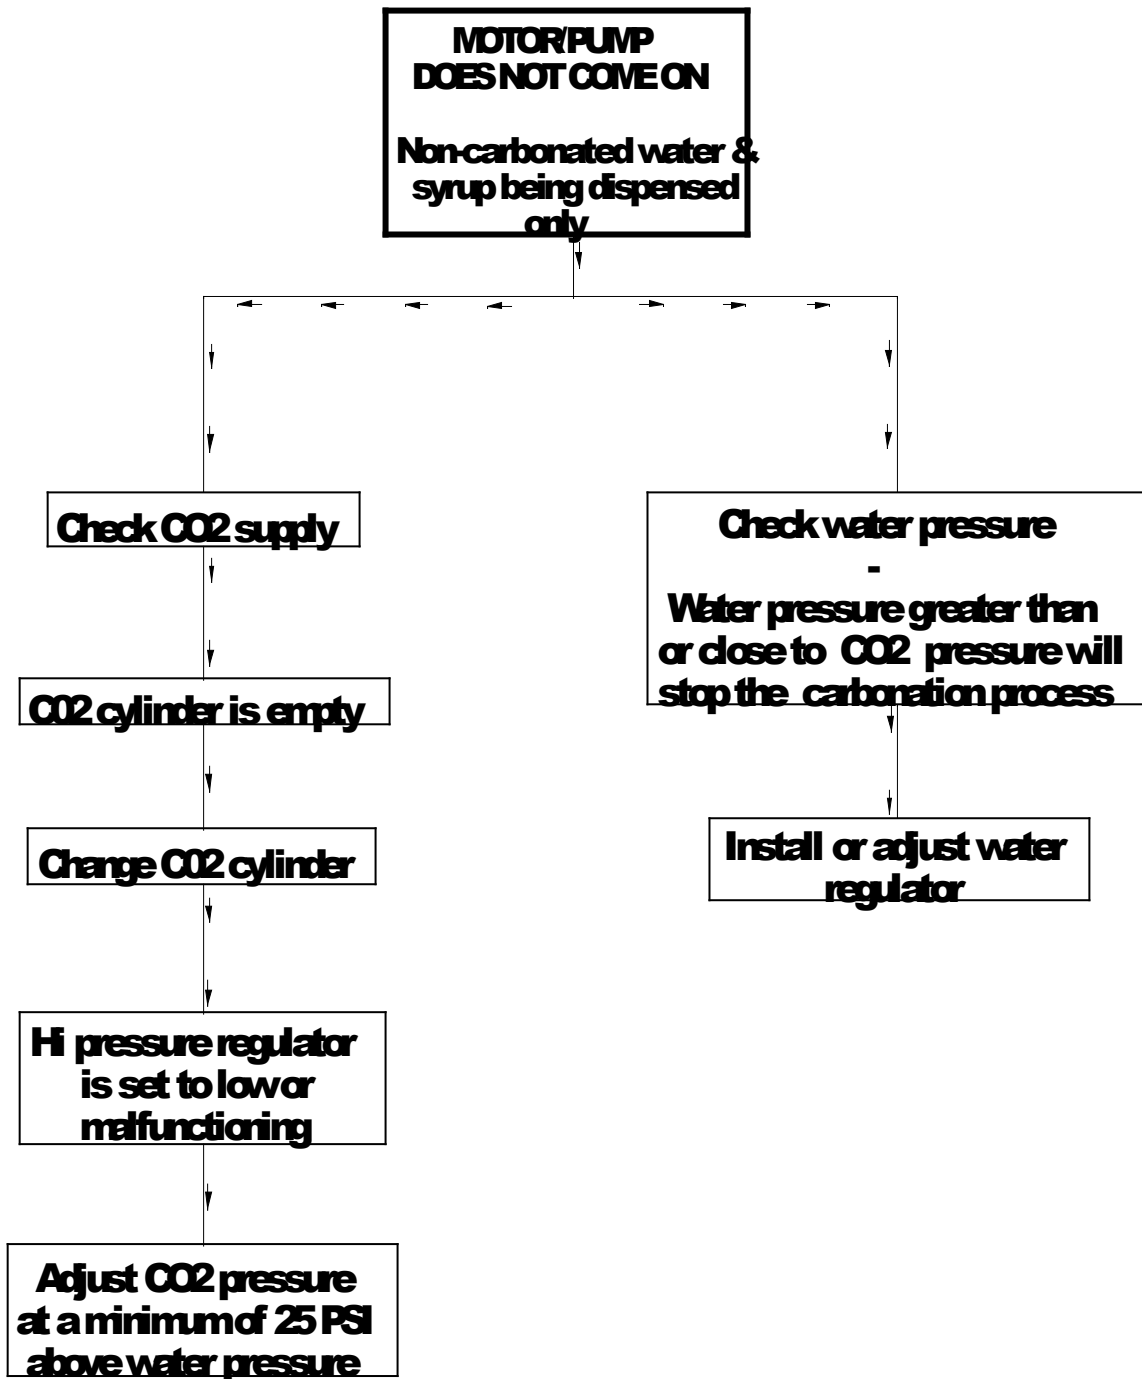 MOTOR/PUMP
DOES NOT COME ON
Non-carbonated water &
syrup being dispensed
only
Check CO2 supply
C02 cylinder is empty
Change C02 cylinder
Hi pressure regulator
is set to low or
malfunctioning
Adjust CO2 pressure
at a minimum of 25 PSI
above water pressure
Check water pressure
-
Water pressure greater than
or close to CO2 pressure will
stop the carbonation process
Install or adjust water
regulator